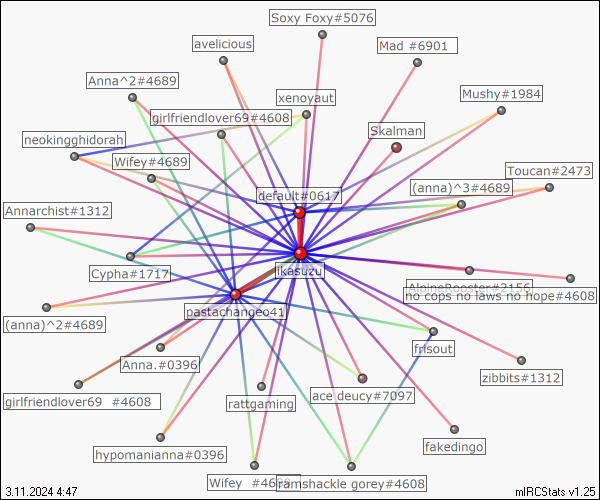 Soxy Foxy#5076
avelicious
Mad #6901
Anna^2#4689
Mushy#1984
xenoyaut
girlfriendlover69#4608
Skalman
neokingghidorah
Wifey#4689
Toucan#2473
(anna)^3#4689
default#0617
Annarchist#1312
Cypha#1717
ikasuzu
AlpineRooster#2156
no cops no laws no hope#4608
pastachangeo41
(anna)^2#4689
frisout
Anna.#0396
zibbits#1312
girlfriendlover69 #4608
rattgaming
ace deucy#7097
fakedingo
hypomanianna#0396
Wifey
ramshackle gorey#4608
3.11.2024 4:47
mIRCStats v1.25